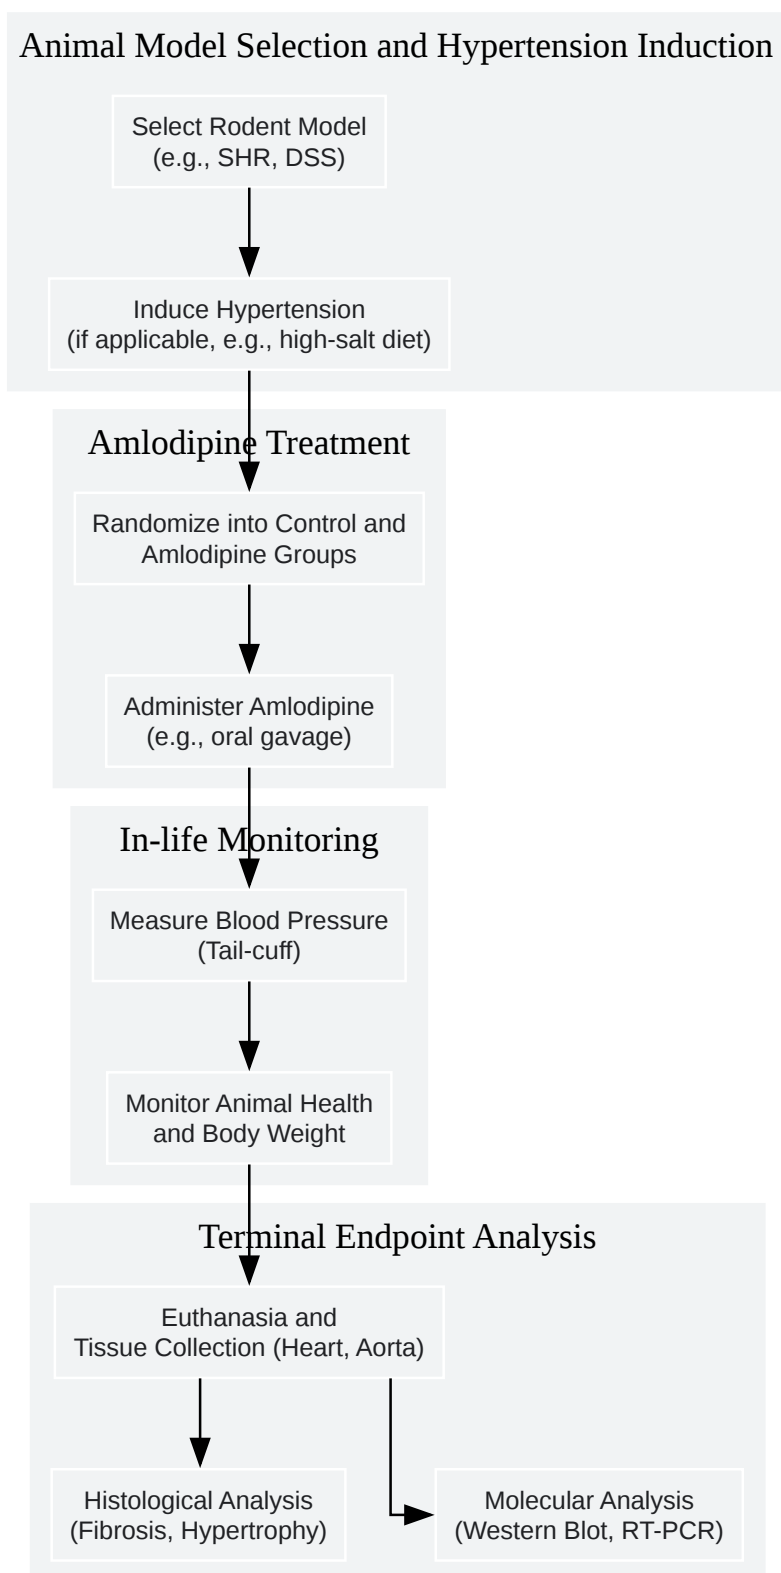 Animal Model Selection and Hypertension Induction
Select Rodent Model
(e.g., SHR, DSS)
Induce Hypertension
(if applicable, e.g., high-salt diet)
Amlodipine Treatment
Randomize into Control and
Amlodipine Groups
Administer Amlodipine
(e.g., oral gavage)
In-life Monitoring
Measure Blood Pressure
(Tail-cuff)
Monitor Animal Health
and Body Weight
Terminal Endpoint Analysis
Euthanasia and
Tissue Collection (Heart, Aorta)
Histological Analysis
(Fibrosis, Hypertrophy)
Molecular Analysis
(Western Blot, RT-PCR)